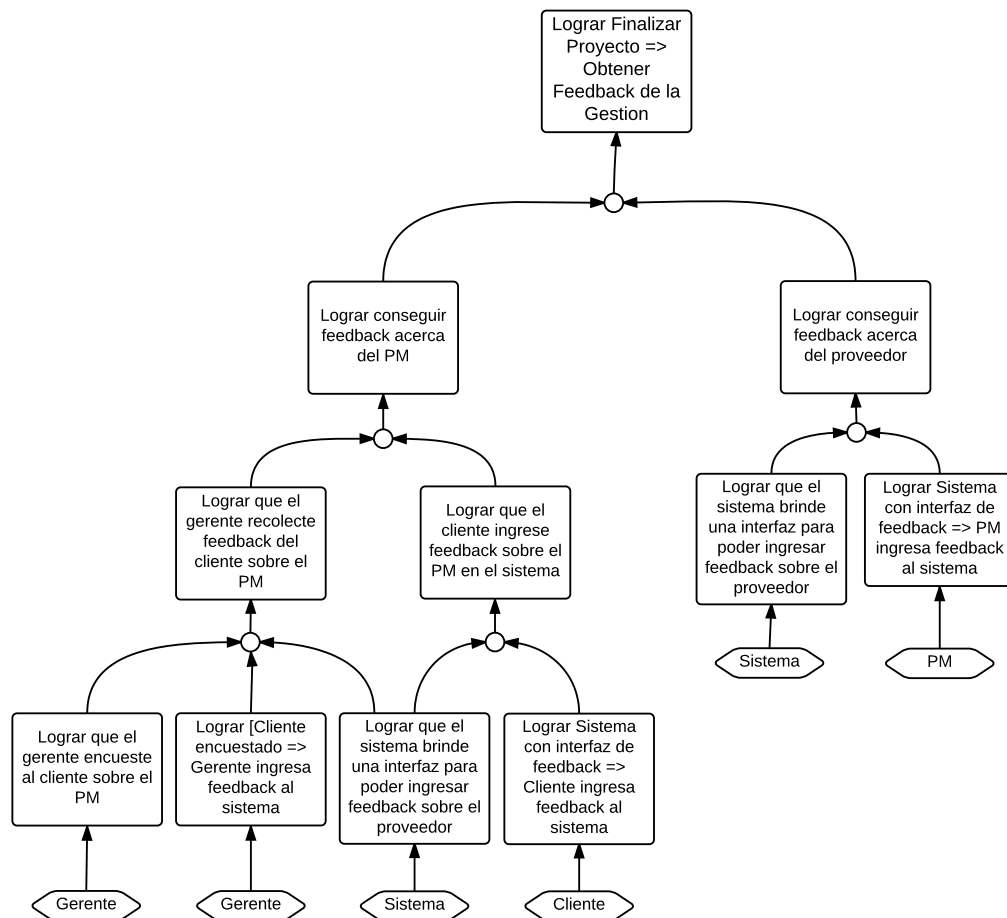 Lograr Finalizar
Proyecto =>
Obtener
Feedback de la
Gestion
Lograr conseguir
feedback acerca
del PM
Lograr conseguir
feedback acerca
del proveedor
Lograr que el
gerente recolecte
feedback del
cliente sobre el
PM
Lograr que el
cliente ingrese
feedback sobre el
PM en el sistema
Lograr que el
sistema brinde
una interfaz para
poder ingresar
feedback sobre el
proveedor
Lograr Sistema
con interfaz de
feedback => PM
ingresa feedback
al sistema
Sistema
PM
Lograr que el
gerente encueste
al cliente sobre el
PM
Lograr [Cliente
encuestado =>
Gerente ingresa
feedback al
sistema
Lograr que el
sistema brinde
una interfaz para
poder ingresar
feedback sobre el
proveedor
Lograr Sistema
con interfaz de
feedback =>
Cliente ingresa
feedback al
sistema
Gerente
Gerente
Sistema
Cliente